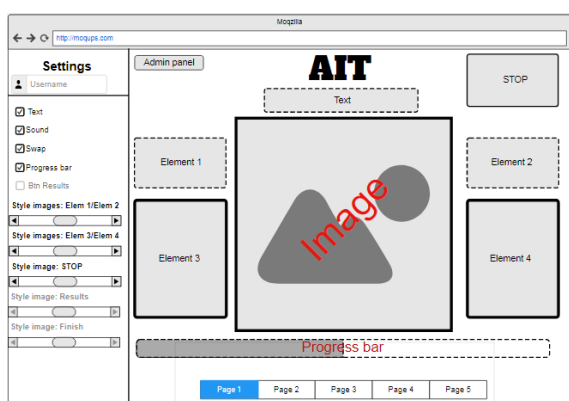 Moqzilla
http://moqups.com
Settings
Username
Text
Sound
Swap
Progress bar
Btn Results
Style images: Elem 1/Elem 2
Style images: Elem 3/Elem 4
Style image: STOP
Style image: Results
Style image: Finish
Admin panel
AIT
STOP
Text
Element 1
Element 2
Image
Element 3
Element 4
Progress bar
Page 1 Page 2 Page 3 Page 4 Page 5